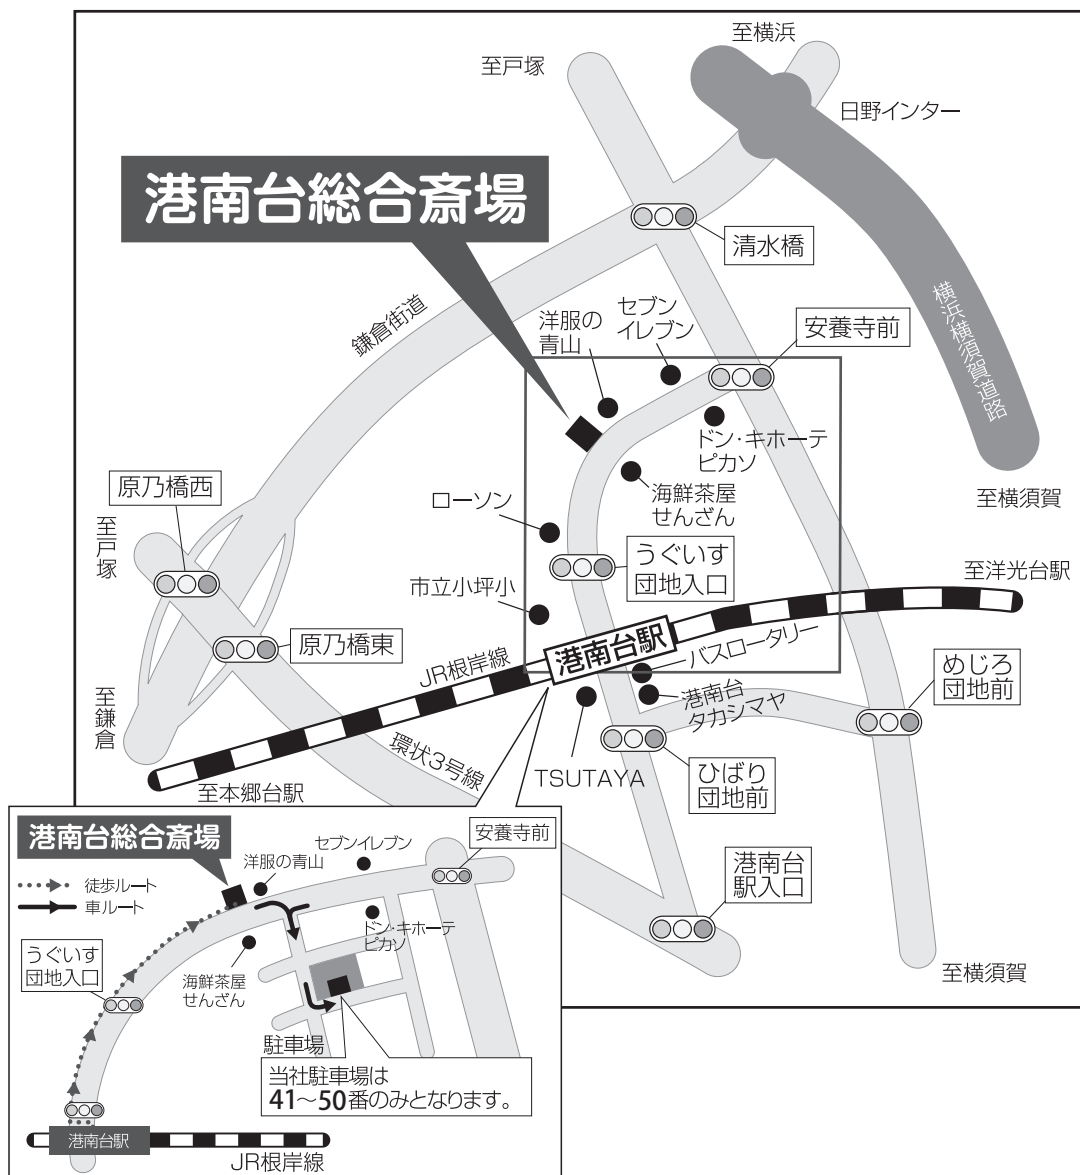 至横浜
至戸塚
日野インター
港南台総合斎場
清水橋
鎌倉街道
セブン
イレブン
洋服の
青山
安養寺前
横浜横須賀道路
ドン・キホーテ
ピカソ
原乃橋西
海鮮茶屋
せんざん
至横須賀
ローソン
至戸塚
うぐいす
団地入口
至洋光台駅
市立小坪小
原乃橋東
港南台駅
バスロータリー
JR根岸線
めじろ
団地前
至鎌倉
港南台
タカシマヤ
環状3号線
TSUTAYA
ひばり
団地前
至本郷台駅
港南台
駅入口
至横須賀
港南台総合斎場
セブンイレブン
安養寺前
洋服の青山
徒歩ルート
車ルート
ドン・キホーテ
ピカソ
うぐいす
団地入口
海鮮茶屋
せんざん
駐車場
当社駐車場は
41〜50番のみとなります。
港南台駅
JR根岸線